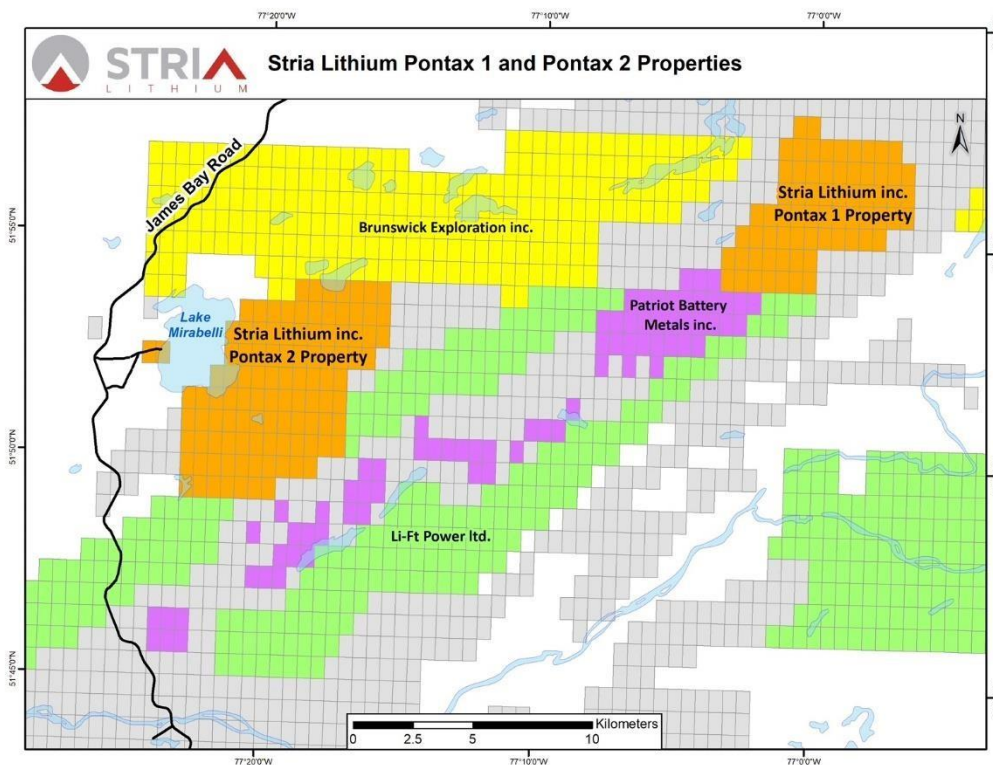 77°20'0"W
77°10'0"W
77°0'0"W
STRIA
LITHIUM
Stria Lithium Pontax 1 and Pontax 2 Properties
N
James Bay Road
Stria Lithium inc.
Pontax 1 Property
51°55'0"N
Brunswick Exploration inc.
Patriot Battery
Metals inc.
Lake
Mirabelli
Stria Lithium inc.
Pontax 2 Property
51°50'0"N
Li-Ft Power ltd.
51°45'0"N
Kilometers
0 2.5 5 10
77°20'0"W
77°10'0"W
77°0'0"W